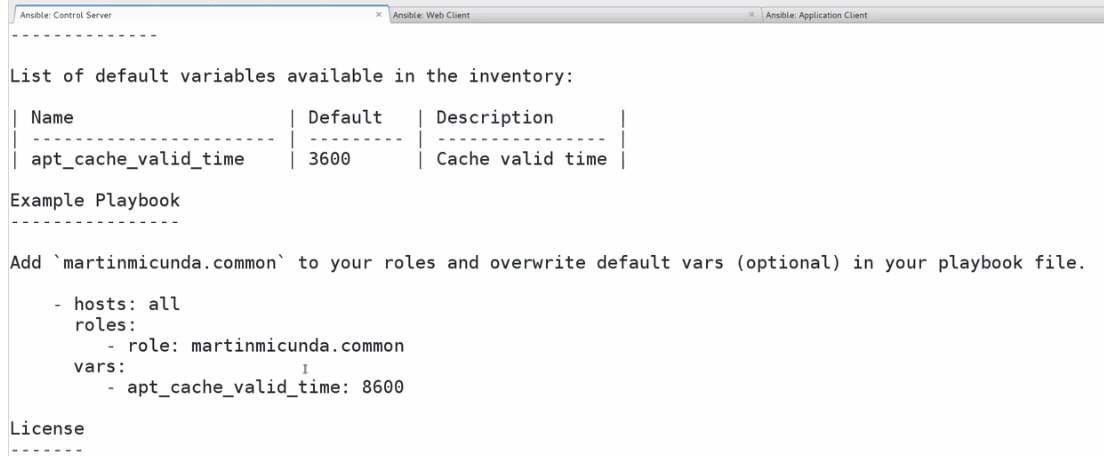 Ansible: Control Server × Ansible: Web Client × Ansible: Application Client
--------------
List of default variables available in the inventory:
| Name | Default | Description |
| ----------------------- | --------- | ---------------- |
| apt_cache_valid_time | 3600 | Cache valid time |
Example Playbook
----------------
Add `martinmicunda.common` to your roles and overwrite default vars (optional) in your playbook file.
- hosts: all
roles:
- role: martinmicunda.common
vars:
- apt_cache_valid_time: 8600
License
-------